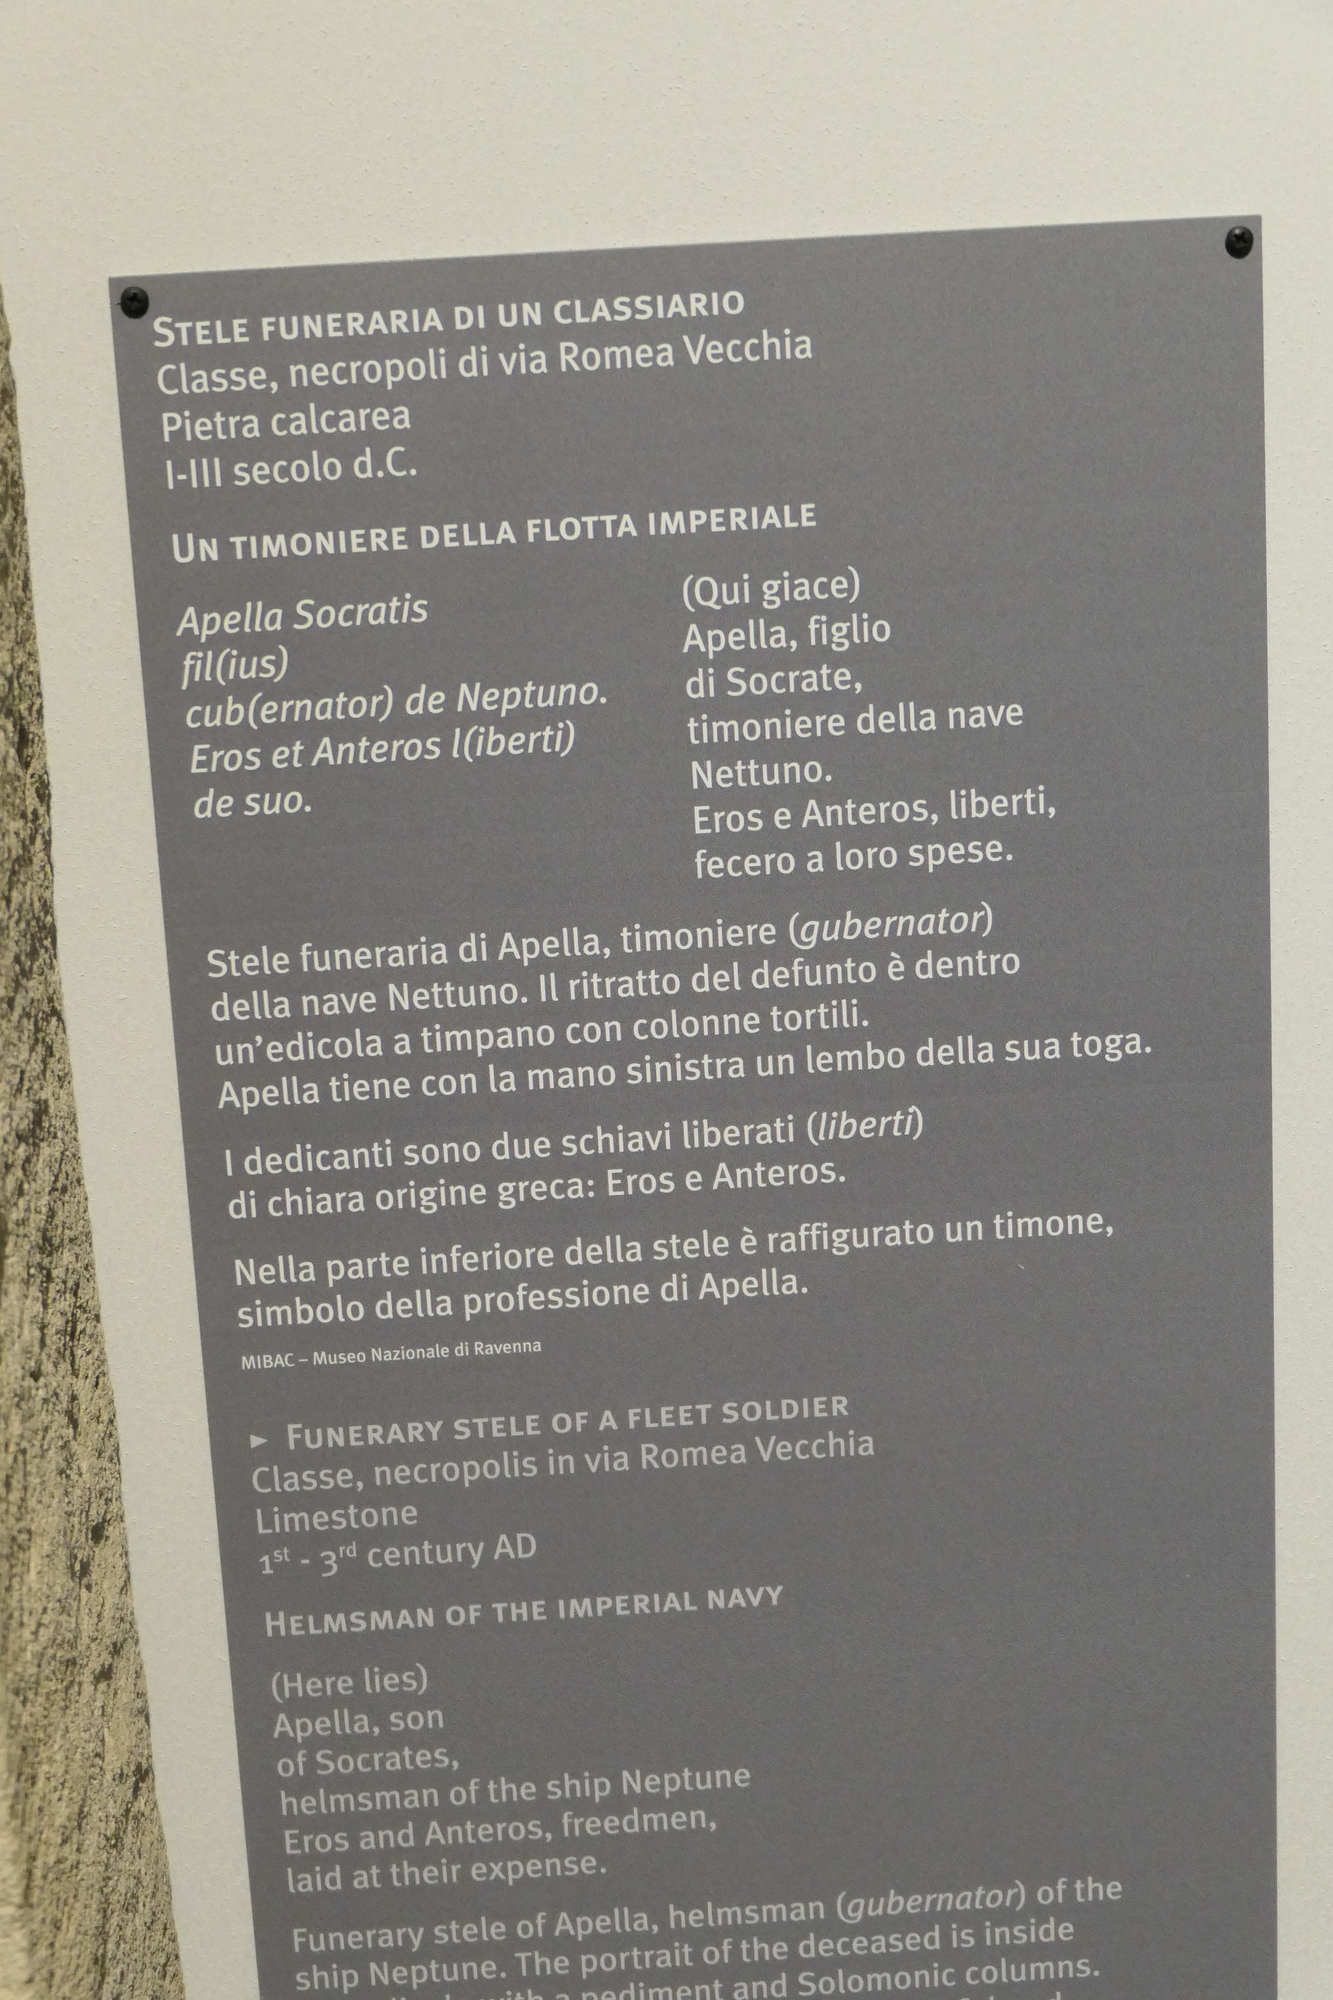 STELE FUNERARIA DI UN CLASSIARIO
Classe, necropoli di via Romea Vecchia
Pietra calcarea
I-III secolo d.C.
UN TIMONIERE DELLA FLOTTA IMPERIALE
Apella Socratis
fil(ius)
cub(ernator) de Neptuno.
Eros et Anteros l(iberti)
de suo.
(Qui giace)
Apella, figlio
di Socrate,
timoniere della nave
Nettuno.
Eros e Anteros, liberti,
fecero a loro spese.
Stele funeraria di Apella, timoniere (gubernator)
della nave Nettuno. Il ritratto del defunto è dentro
un'edicola a timpano con colonne tortili.
Apella tiene con la mano sinistra un lembo della sua toga.
I dedicanti sono due schiavi liberati (liberti)
di chiara origine greca: Eros e Anteros.
Nella parte inferiore della stele è raffigurato un timone,
simbolo della professione di Apella.
MIBAC – Museo Nazionale di Ravenna
► FUNERARY STELE OF A FLEET SOLDIER
Classe, necropolis in via Romea Vecchia
Limestone
1st - 3rd century AD
HELMSMAN OF THE IMPERIAL NAVY
(Here lies)
Apella, son
of Socrates,
helmsman of the ship Neptune
Eros and Anteros, freedmen,
laid at their expense.
Funerary stele of Apella, helmsman (gubernator) of the
ship Neptune. The portrait of the deceased is inside
with a pediment and Solomonic columns.